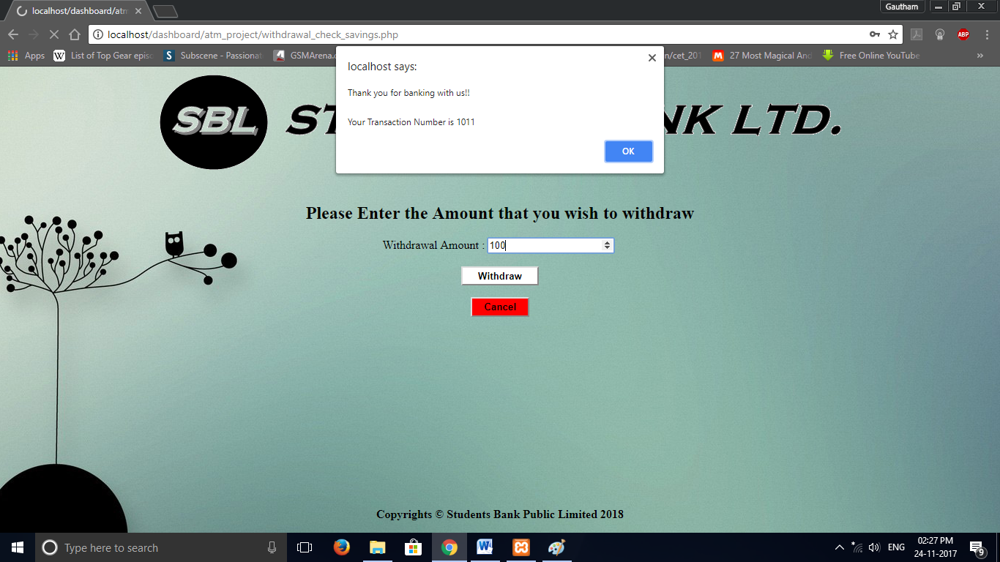 Gautham
localhost/dashboard/atm
localhost/dashboard/atm_project/withdrawal_check_savings.php
ABP
Apps W List of Top Gear episo S Subscene - Passiona GSMArena.c n/cet_201 27 Most Magical And Free Online YouTube »
localhost says:
Thank you for banking with us!!
Your Transaction Number is 1011
OK
SBL ST NK LTD.
Please Enter the Amount that you wish to withdraw
Withdrawal Amount : 100
Withdraw
Cancel
Copyrights © Students Bank Public Limited 2018
Type here to search
ENG
02:27 PM
24-11-2017
9